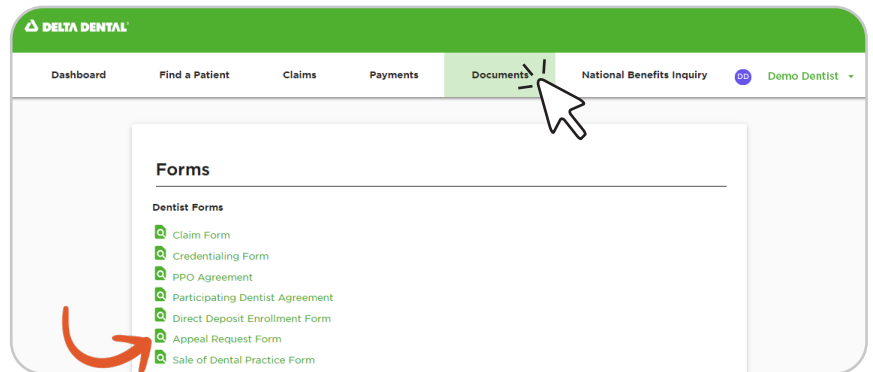 DELTA DENTAL®
Dashboard Find a Patient Claims Payments Documents National Benefits Inquiry DD Demo Dentist
Forms
Dentist Forms
Claim Form
Credentialing Form
PPO Agreement
Participating Dentist Agreement
Direct Deposit Enrollment Form
Appeal Request Form
Sale of Dental Practice Form